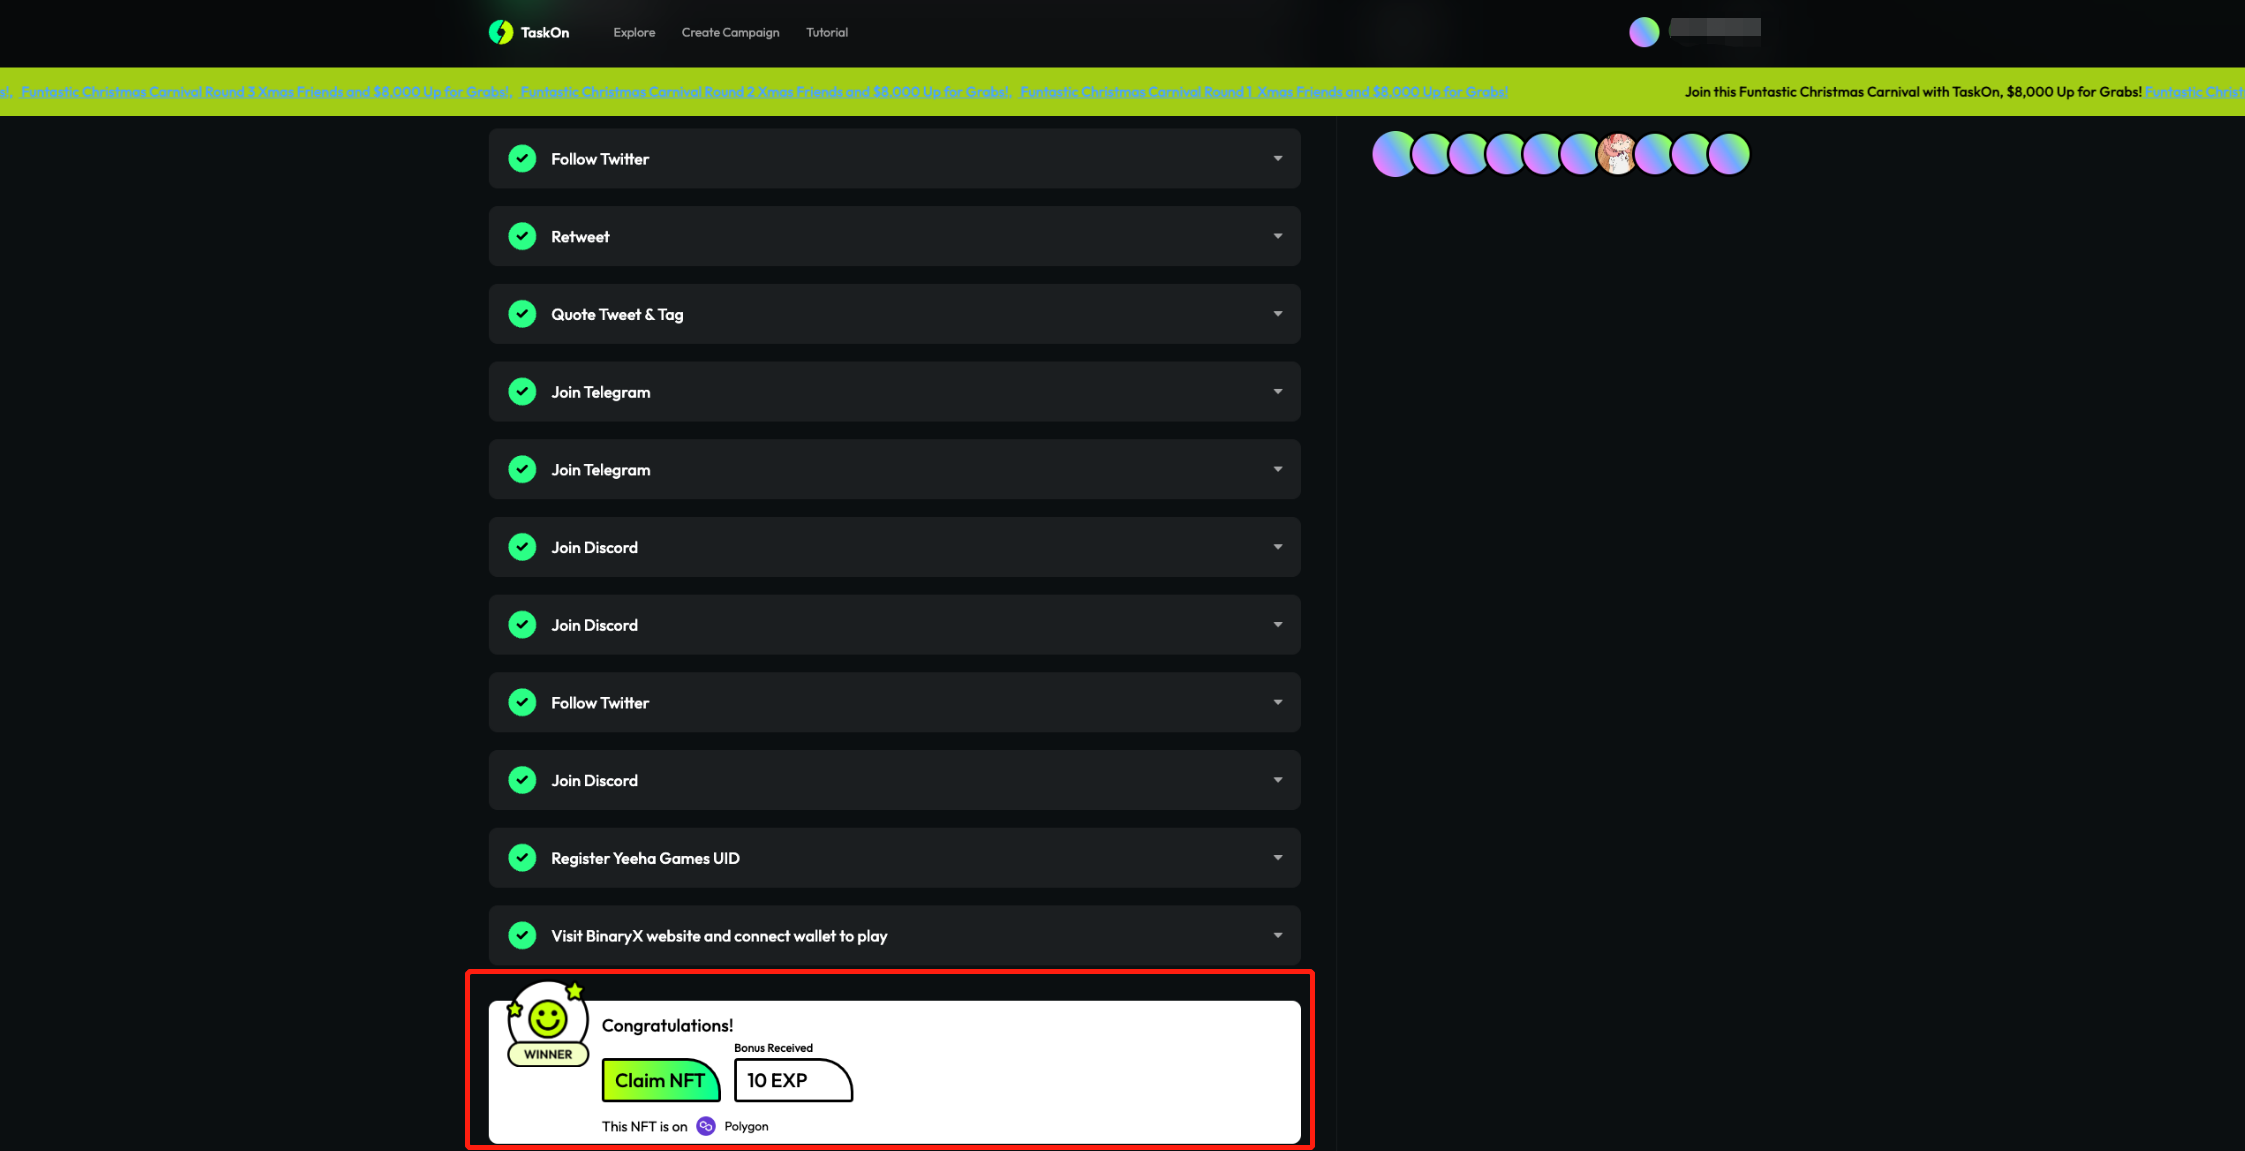 TaskOn
Explore Create Campaign Tutorial
s!, Funtastic Christmas Carnival Round 3 Xmas Friends and $8,000 Up for Grabs!, Funtastic Christmas Carnival Round 2 Xmas Friends and $8,000 Up for Grabs!, Funtastic Christmas Carnival Round 1 Xmas Friends and $8,000 Up for Grabs! Join this Funtastic Christmas Carnival with TaskOn, $8,000 Up for Grabs! Funtastic Christ
Follow Twitter
Retweet
Quote Tweet & Tag
Join Telegram
Join Telegram
Join Discord
Join Discord
Follow Twitter
Join Discord
Register Yeeha Games UID
Visit BinaryX website and connect wallet to play
WINNER
Congratulations!
Bonus Received
Claim NFT 10 EXP
This NFT is on Polygon